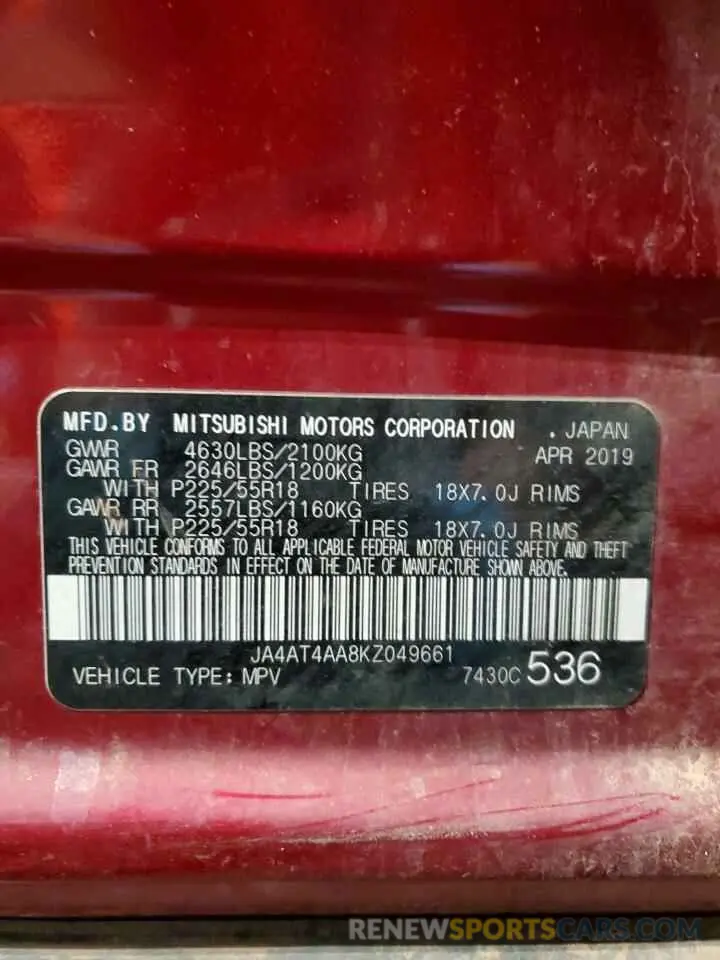 MFD.BY MITSUBISHI MOTORS CORPORATION . JAPAN
GVWR 4630LBS/2100KG APR 2019
GAWR FR 2646LBS/1200KG
WITH P225/55R18 TIRES 18X7.0J RIMS
GAWR RR 2557LBS/1160KG
WITH P225/55R18 TIRES 18X7.0J RIMS
THIS VEHICLE CONFORMS TO ALL APPLICABLE FEDERAL MOTOR VEHICLE SAFETY AND THEFT
PREVENTION STANDARDS IN EFFECT ON THE DATE OF MANUFACTURE SHOWN ABOVE.
JA4AT4AA8KZ049661
VEHICLE TYPE:MPV 7430C 536
RENEWSPORTSCARS.COM